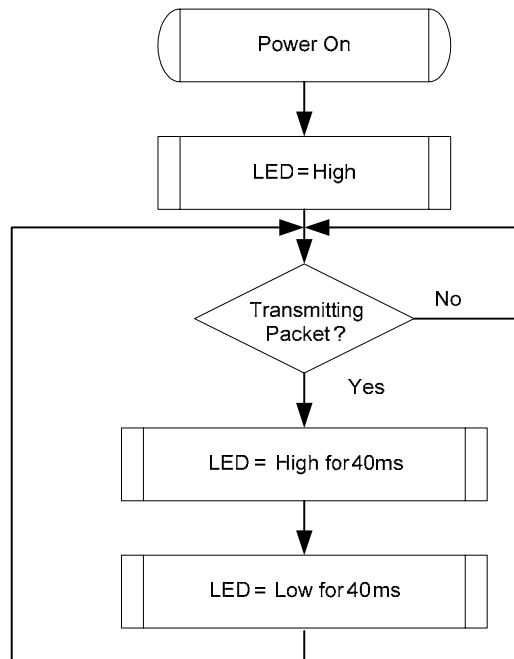 Power On
LED = High
Transmitting
Packet?
No
Yes
LED = High for 40ms
LED = Low for 40ms